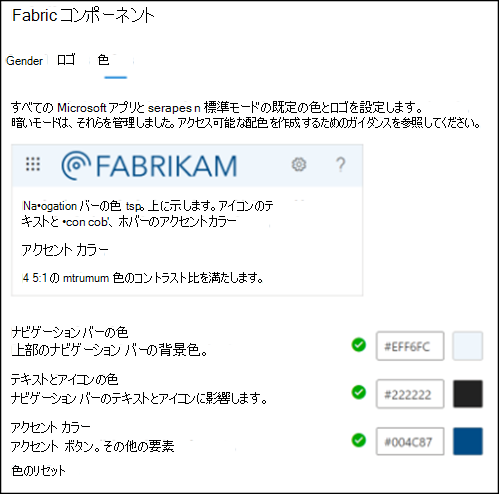 Fabric コンポーネント
Gender ロゴ 色
すべての Microsoft アプリと serapes n 標準モードの既定の色とロゴを設定します。
暗いモードは、それらを管理しました。アクセス可能な配色を作成するためのガイダンスを参照してください。
FABRIKAM ?
Na•ogation バーの色 tsp。上に示します。アイコンのテ
キストと •con cob'、ホバーのアクセントカラー
アクセント カラー
4 5:1 の mtrumum 色のコントラスト比を満たします。
ナビゲーション バーの色
上部のナビゲーション バーの背景色。
#EFF6FC
テキストとアイコンの色
ナビゲーション バーのテキストとアイコンに影響します。
#222222
アクセント カラー
アクセント ボタン。その他の要素
#004C87
色のリセット